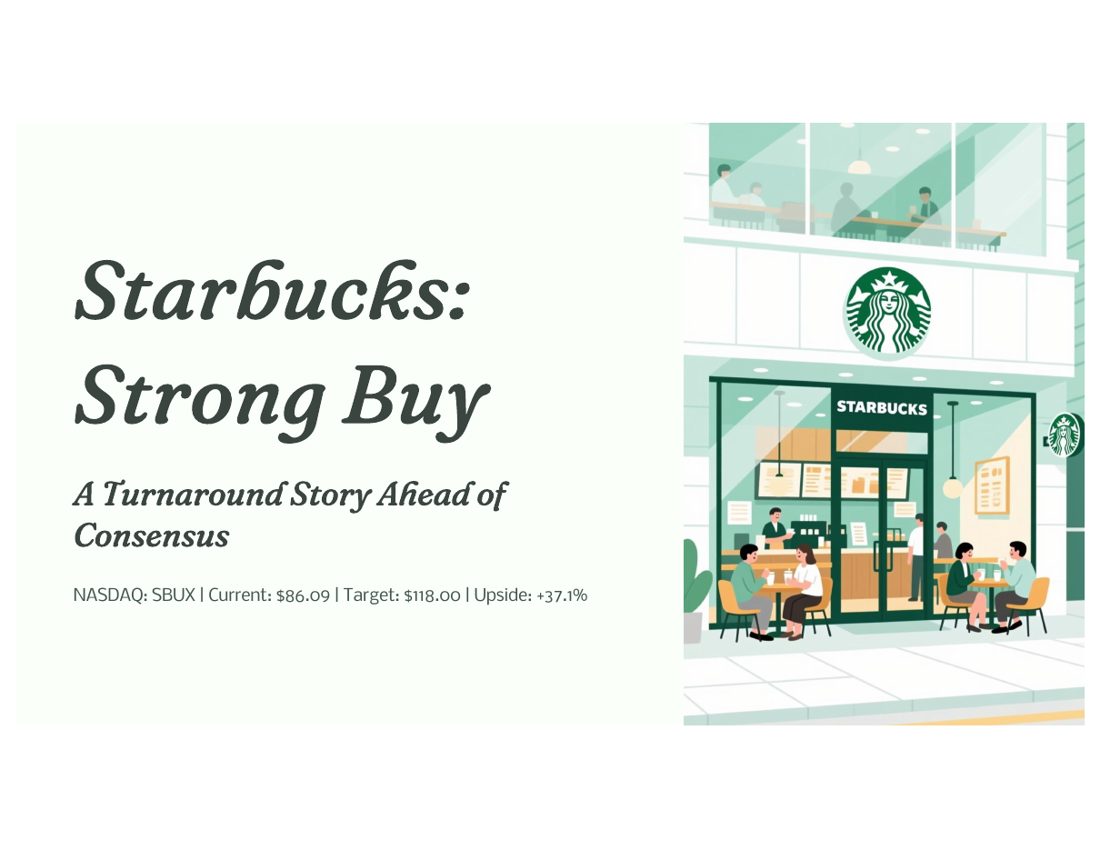 Starbucks:
Strong Buy
A Turnaround Story Ahead of
Consensus
NASDAQ: SBUX | Current: $86.09 | Target: $118.00 | Upside: +37.1%
STARBUCKS